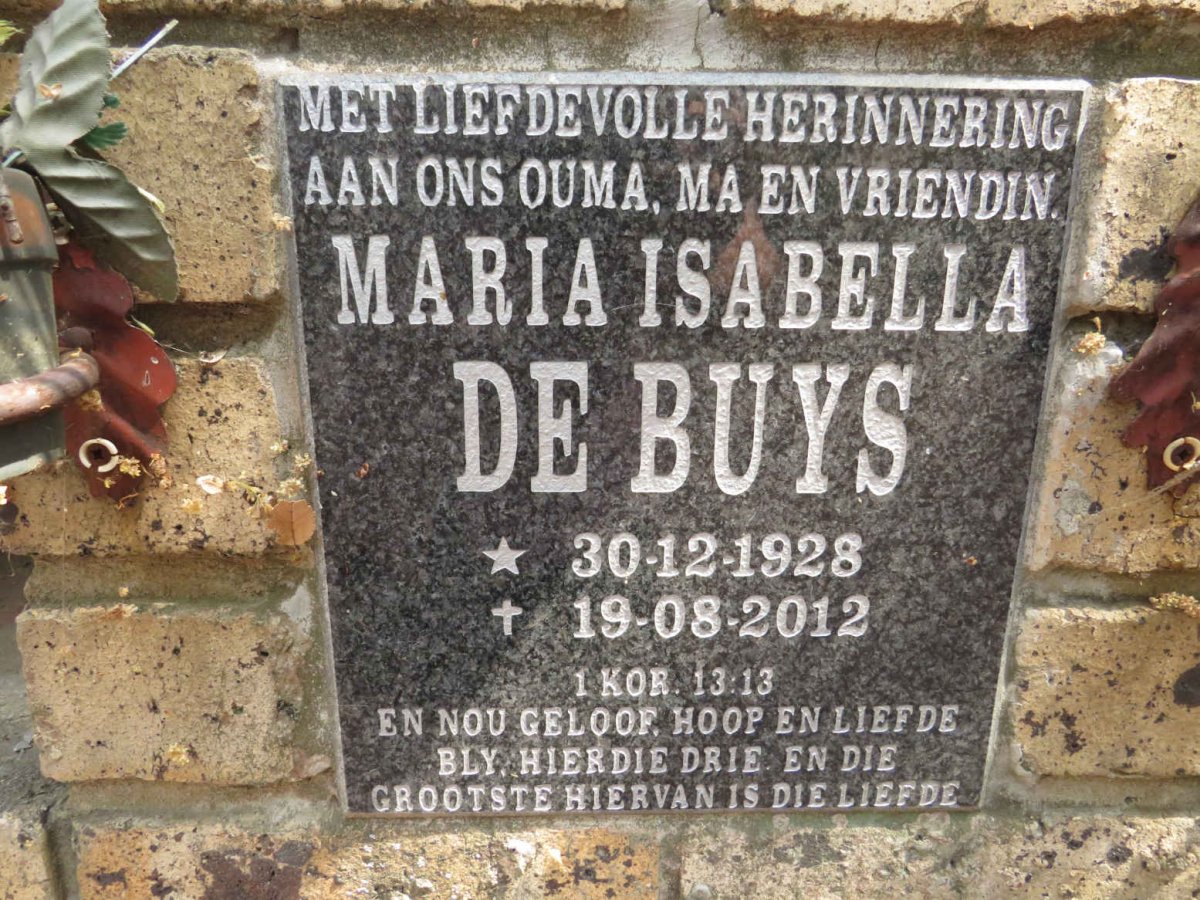 MET LIEFDEVOLLE HERINNERING
AAN ONS OUMA, MA EN VRIENDIN.
MARIA ISABELLA
DE BUYS
★ 30-12-1928
✝ 19-08-2012
1 KOR. 13:13
EN NOU GELOOF, HOOP EN LIEFDE
BLY, HIERDIE DRIE. EN DIE
GROOTSTE HIERVAN IS DIE LIEFDE